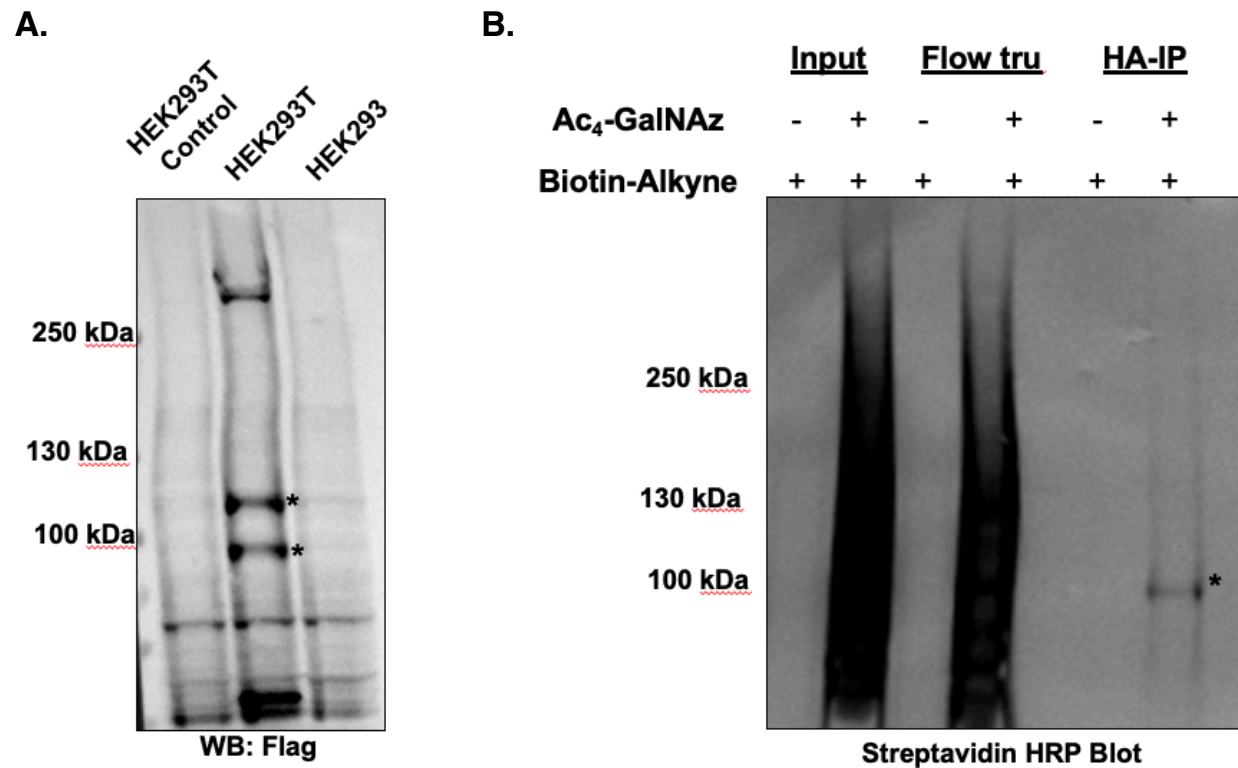 A.
HEK293T
Control
HEK293T
HEK293
250 kDa
130 kDa
100 kDa
*
*
WB: Flag
B.
Input Flow tru HA-IP
Ac₄-GalNAz - + - + - +
Biotin-Alkyne + + + + + +
250 kDa
130 kDa
100 kDa
*
Streptavidin HRP Blot